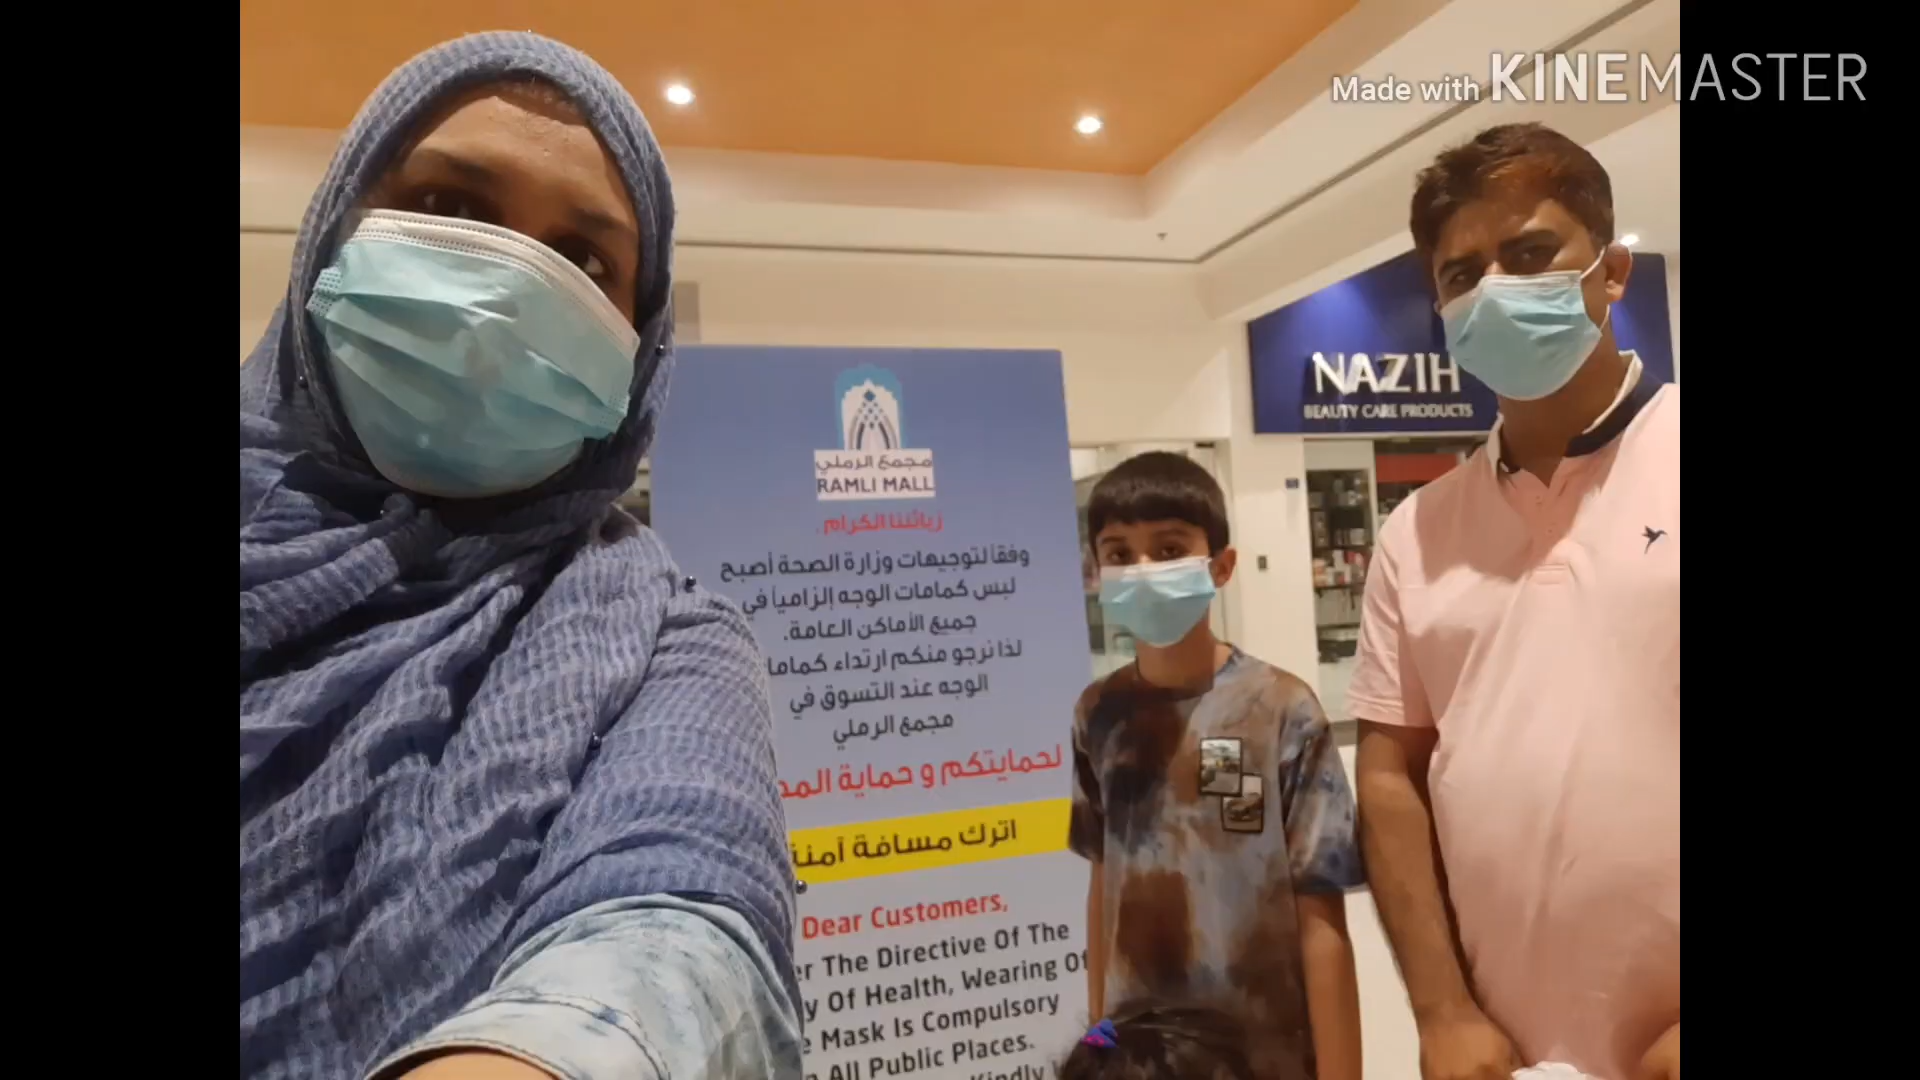 Made with KINEMASTER
NAZIH
BEAUTY CARE PRODUCTS
مجمع الرملي
RAMLI MALL
زبائننا الكرام.
وفقاً لتوجيهات وزارة الصحة أصبح
لبس كمامات الوجه إلزامياً في
جميع الأماكن العامة.
لذا نرجو منكم ارتداء
الوجه عند التسوق في
مجمع الرملي
لحمايتكم و حماية
اترك مسافة
Dear Customers,
The Directive Of The
Of Health, Wearing Of
Mask Is Compulsory
All Public Places.
Kindly